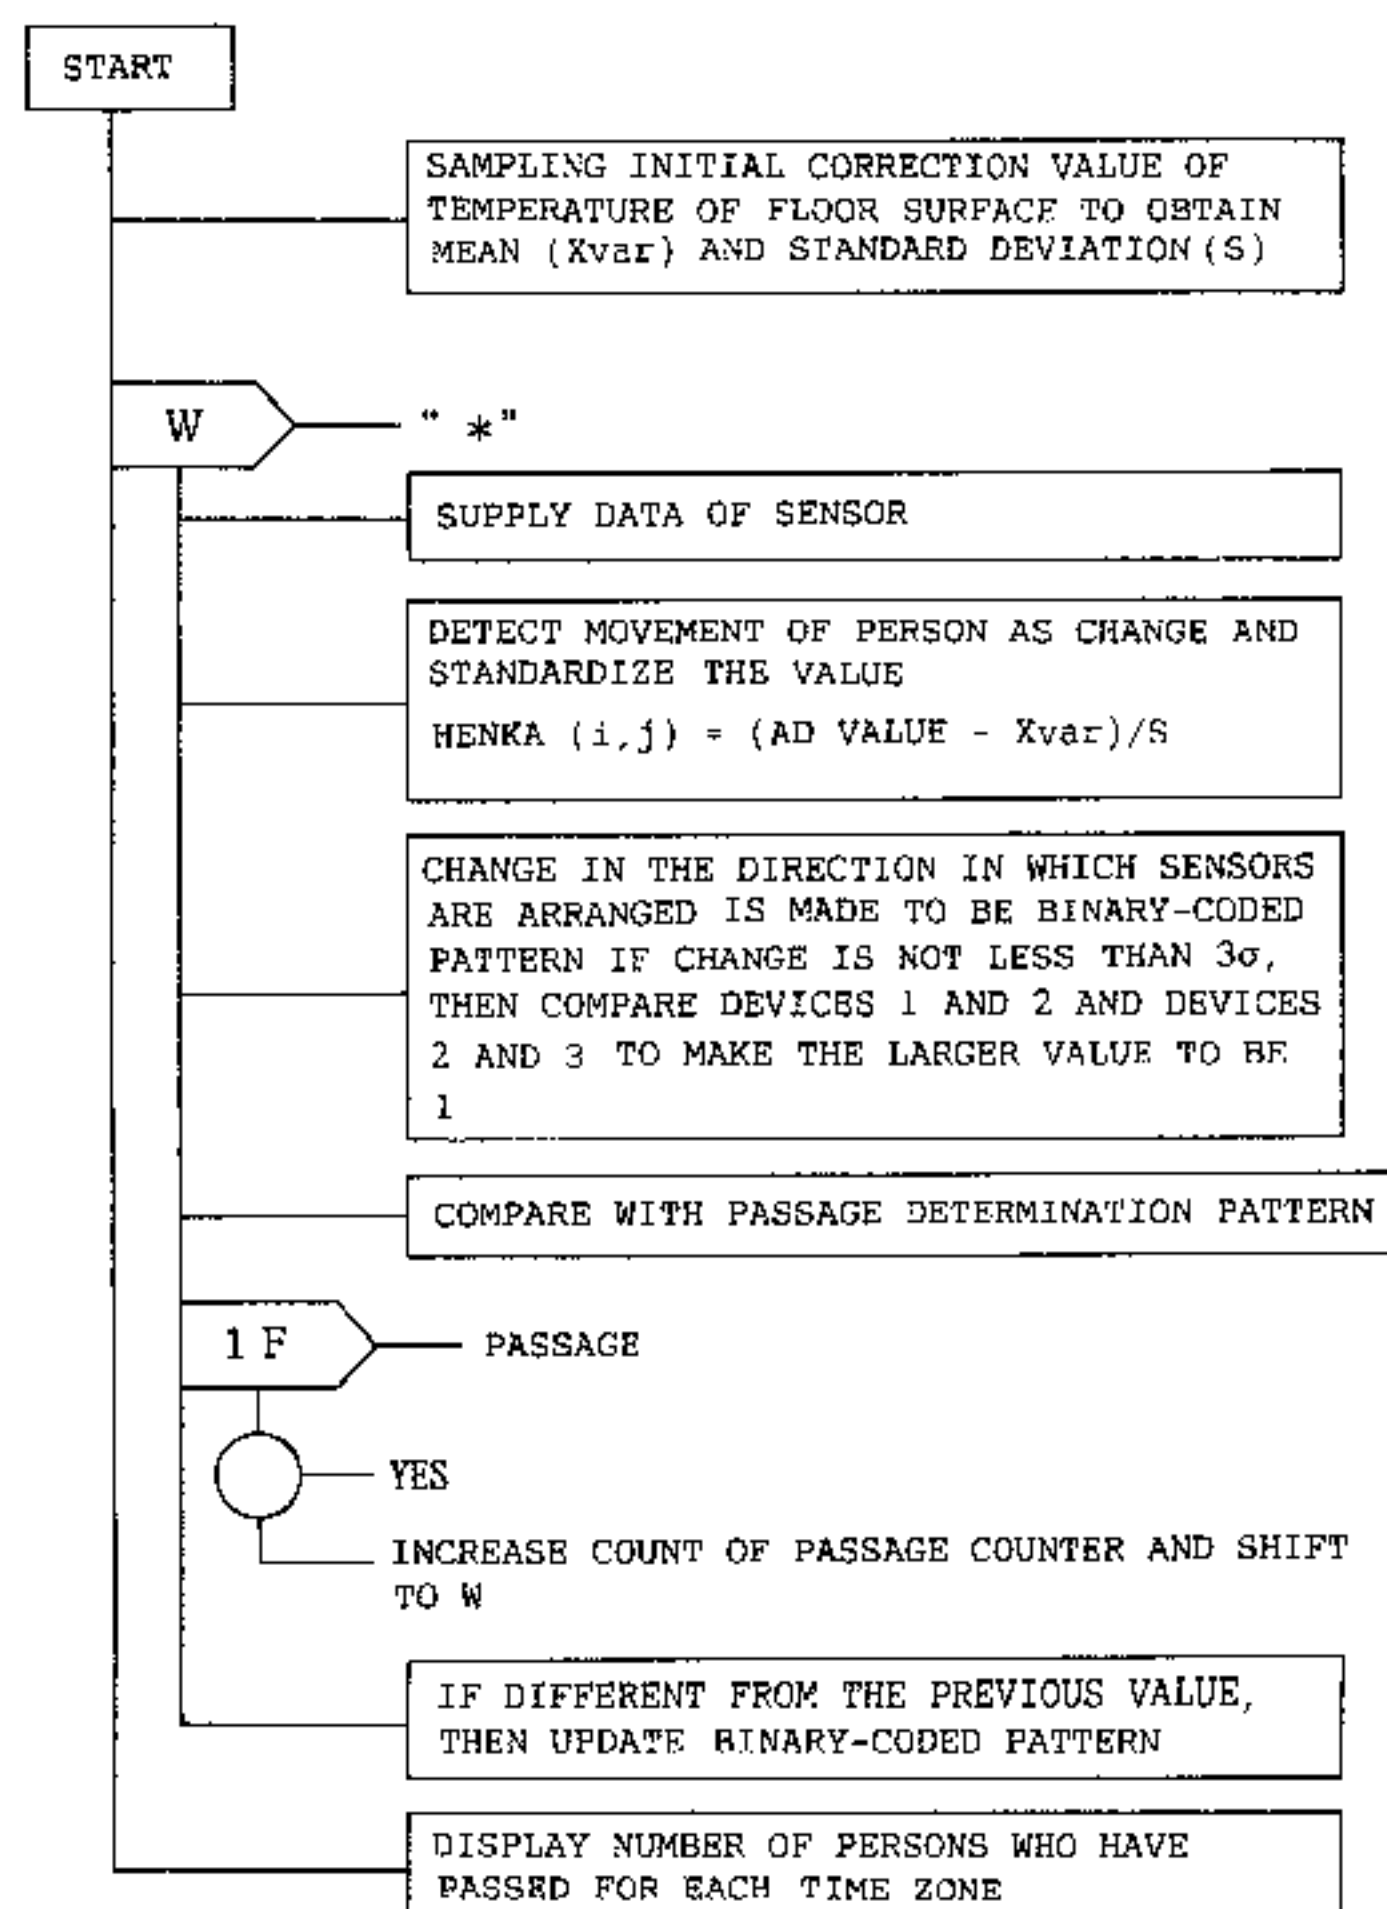 START
SAMPLING INITIAL CORRECTION VALUE OF
TEMPERATURE OF FLOOR SURFACE TO OBTAIN
MEAN (Xvar) AND STANDARD DEVIATION(S)
W
" *"
SUPPLY DATA OF SENSOR
DETECT MOVEMENT OF PERSON AS CHANGE AND
STANDARDIZE THE VALUE
HENKA (i,j) = (AD VALUE - Xvar)/S
CHANGE IN THE DIRECTION IN WHICH SENSORS
ARE ARRANGED IS MADE TO BE BINARY-CODED
PATTERN IF CHANGE IS NOT LESS THAN 3σ,
THEN COMPARE DEVICES 1 AND 2 AND DEVICES
2 AND 3 TO MAKE THE LARGER VALUE TO BE
1
COMPARE WITH PASSAGE DETERMINATION PATTERN
1 F
PASSAGE
YES
INCREASE COUNT OF PASSAGE COUNTER AND SHIFT
TO W
IF DIFFERENT FROM THE PREVIOUS VALUE,
THEN UPDATE BINARY-CODED PATTERN
DISPLAY NUMBER OF PERSONS WHO HAVE
PASSED FOR EACH TIME ZONE